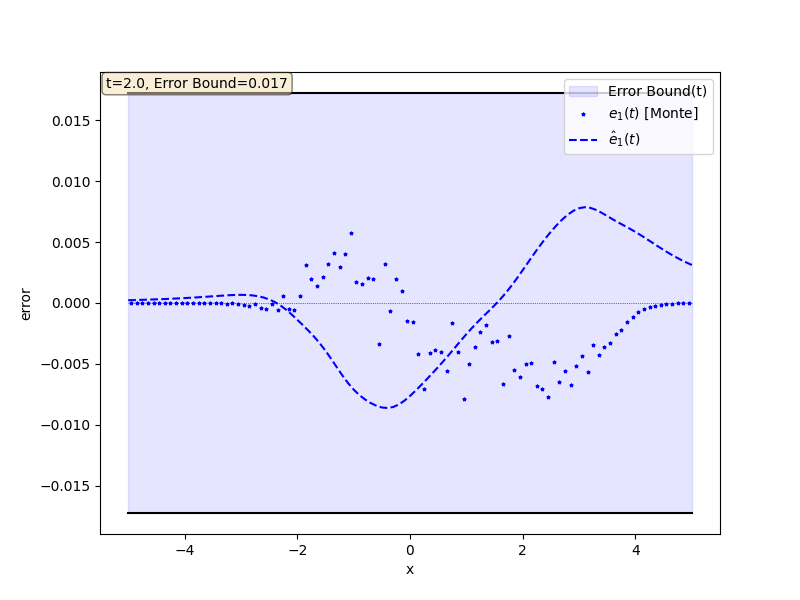 t=2.0, Error Bound=0.017
Error Bound(t)
e₁(t) [Monte]
ê₁(t)
0.015
0.010
0.005
0.000
−0.005
−0.010
−0.015
error
−4
−2
0
2
4
x